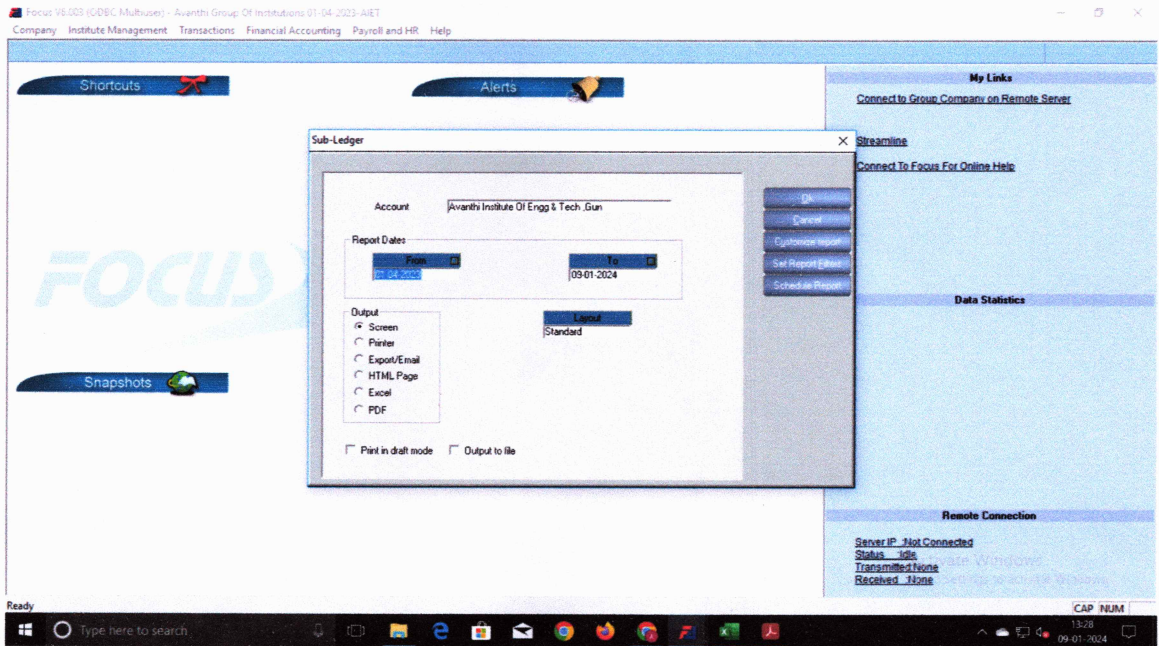 Focus V6.003 (ODBC Multiuser) - Avanthi Group Of Institutions 01-04-2023-AIET
Company Institute Management Transactions Financial Accounting Payroll and HR Help
Shortcuts
Alerts
My Links
Connect to Group Company on Remote Server
Streamline
Connect To Focus For Online Help
Sub-Ledger
Account Avanthi Institute Of Engg & Tech ,Gun
Ok
Cancel
Customize report
Set Report Filters
Schedule Report
Report Dates
From To
01-04-2023 09-01-2024
Output
Screen
Printer
Export/Email
HTML Page
Excel
PDF
Layout
Standard
Print in draft mode Output to file
FOCUS
Snapshots
Data Statistics
Remote Connection
Server IP :Not Connected
Status :Idle
Transmitted:None
Received :None
Activate Windows
Ready
CAP NUM
Type here to search
13:28
09-01-2024